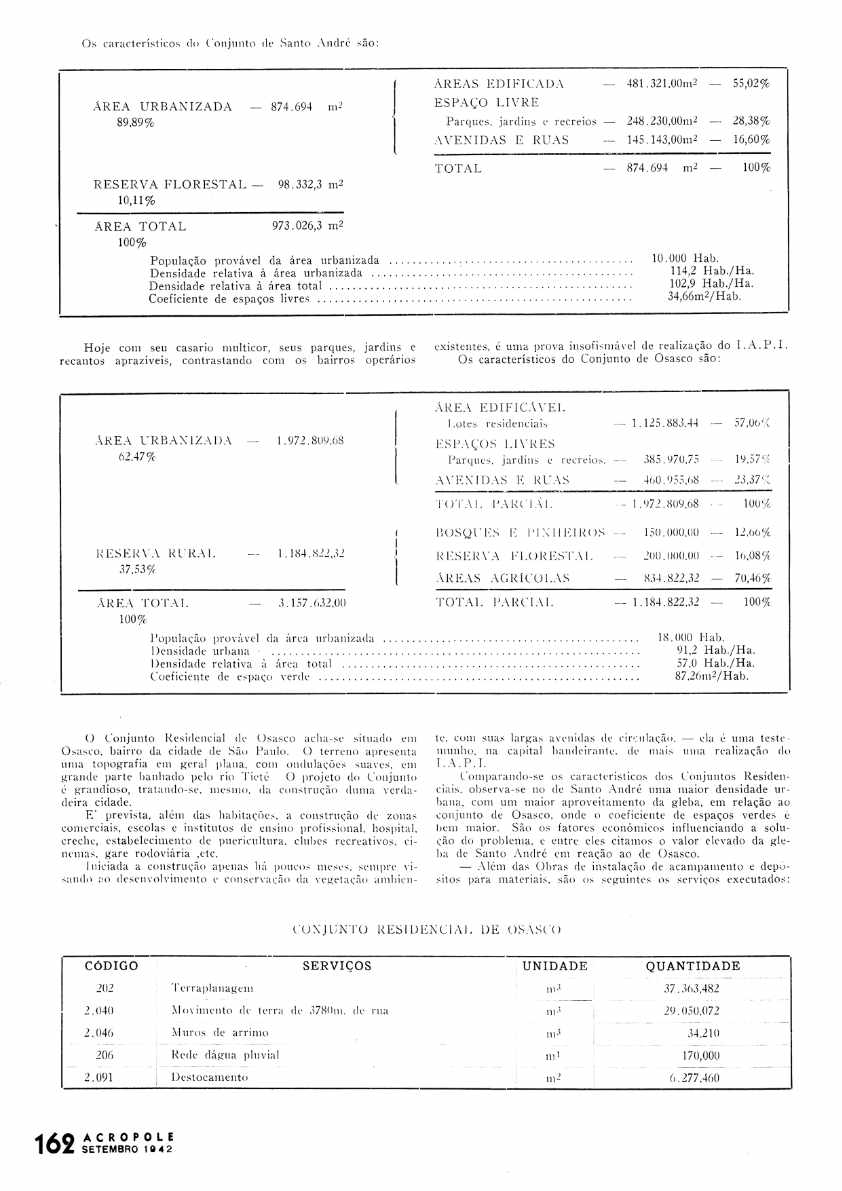 Os característicos do Conjunto de Santo André são:
ÁREA URBANIZADA — 874.694 m2
89,89%
RESERVA FLORESTAL — 98.332,3 m2
10,11%
ÁREA TOTAL 973.026,3 m2
100%
ÁREAS EDIFICADA — 481.321,00m2 — 55,02%
ESPAÇO LIVRE
Parques, jardins e recreios — 248.230,00m2 — 28,38%
AVENIDAS E RUAS — 145.143,00m2 — 16,60%
TOTAL — 874.694 m2 — 100%
População provável da área urbanizada ........................................ 10.000 Hab.
Densidade relativa à área urbanizada ........................................ 114,2 Hab./Ha.
Densidade relativa à área total ........................................ 102,9 Hab./Ha.
Coeficiente de espaços livres ........................................ 34,66m2/Hab.
Hoje com seu casario multicor, seus parques, jardins e
recantos aprazíveis, contrastando com os bairros operários
existentes, é uma prova insofismável de realização do I.A.P.I.
Os característicos do Conjunto de Osasco são:
ÁREA URBANIZADA — 1.972.809,68
62,47%
RESERVA RURAL — 1.184.822,32
37,53%
ÁREA TOTAL — 3.157.632,00
100%
ÁREA EDIFICÁVEL
Lotes residenciais — 1.125.883,44 — 57,06%
ESPAÇOS LIVRES
Parques, jardins e recreios, — 385.970,75 — 19,57%
AVENIDAS E RUAS — 460.955,68 — 23,37%
TOTAL PARCIAL — 1.972.809,68 — 100%
BOSQUES E PINHEIROS — 150.000,00 — 12,66%
RESERVA FLORESTAL — 200.000,00 — 16,08%
ÁREAS AGRÍCOLAS — 834.822,32 — 70,46%
TOTAL PARCIAL — 1.184.822,32 — 100%
População provável da área urbanizada ........................................ 18.000 Hab.
Densidade urbana ........................................ 91,2 Hab./Ha.
Densidade relativa à área total ........................................ 57,0 Hab./Ha.
Coeficiente de espaço verde ........................................ 87,26m2/Hab.
O Conjunto Residencial de Osasco acha-se situado em
Osasco, bairro da cidade de São Paulo. O terreno apresenta
uma topografia em geral plana, com ondulações suaves, em
grande parte banhado pelo rio Tieté O projeto do Conjunto
é grandioso, tratando-se, mesmo, da construção duma verda-
deira cidade.
E' prevista, além das habitações, a construção de zonas
comerciais, escolas e institutos de ensino profissional, hospital,
creche, estabelecimento de puericultura, clubes recreativos, ci-
nemas, gare rodoviária ,etc.
Iniciada a construção apenas há poucos meses, sempre vi-
sando ao desenvolvimento e conservação da vegetação ambien-
te, com suas largas avenidas de circulação, — ela é uma teste-
munho, na capital bandeirante, de mais uma realização do
I.A.P.I.
Comparando-se os característicos dos Conjuntos Residen-
ciais, observa-se no de Santo André uma maior densidade ur-
bana, com um maior aproveitamento da gleba, em relação ao
conjunto de Osasco, onde o coeficiente de espaços verdes é
bem maior. São os fatores econômicos influenciando a solu-
ção do problema, e entre eles citamos o valor elevado da gle-
ba de Santo André em reação ao de Osasco.
— Além das Obras de instalação de acampamento e depo-
sitos para materiais, são os seguintes os serviços executados:
CONJUNTO RESIDENCIAL DE OSASCO
CÓDIGO SERVIÇOS UNIDADE QUANTIDADE
202 Terraplanagem m3 37.363,482
2.040 Movimento de terra de 3780m. de rua m3 29.050,072
2.046 Muros de arrimo m3 34,210
206 Rede dágua pluvial m1 170,000
2.091 Destocamento m2 6.277,460
162 ACROPOLE
SETEMBRO 1942